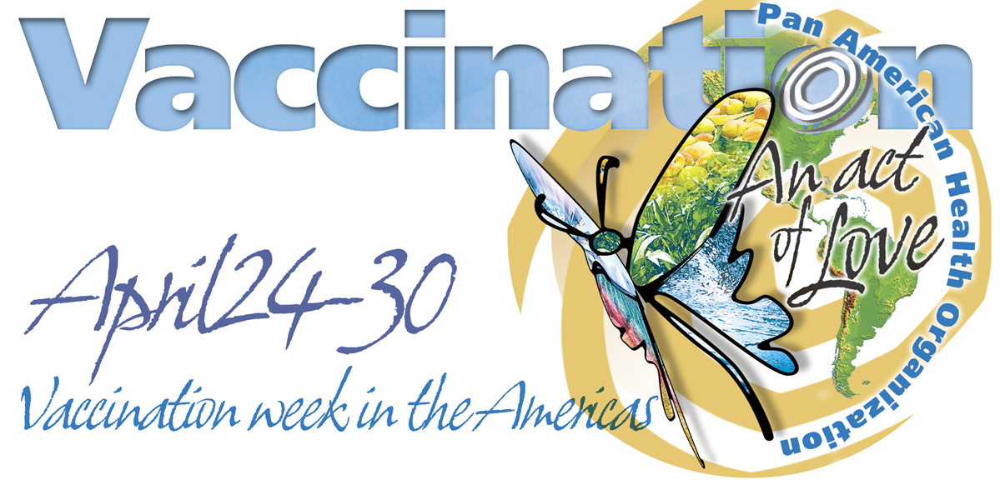 Vaccination
Pan American Health Organization
An act
of Love
April 24-30
Vaccination week in the Americas